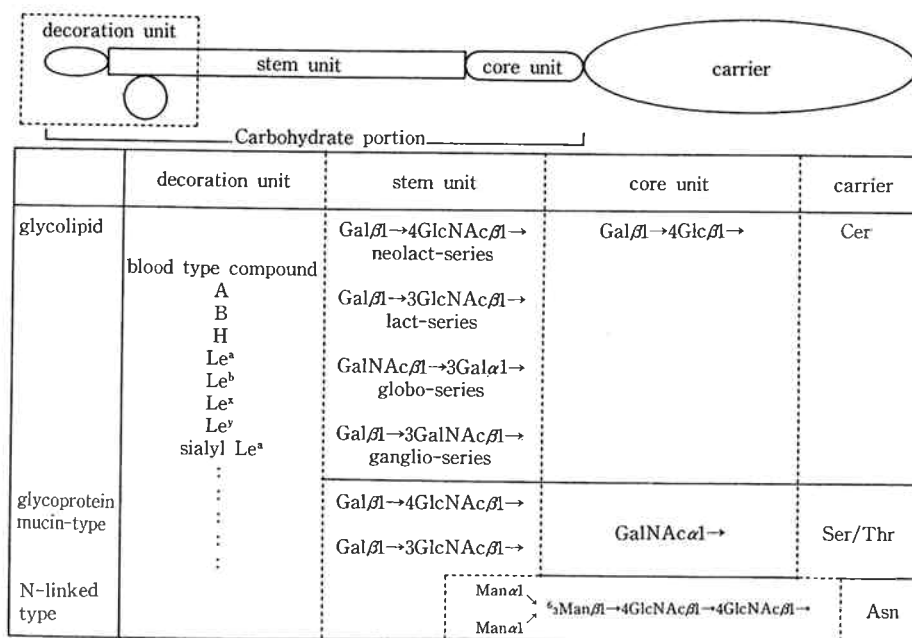 decoration unit
stem unit
core unit
carrier
Carbohydrate portion
decoration unit stem unit core unit carrier
glycolipid Galβ1→4GlcNAcβ1→ Galβ1→4Glcβ1→ Cer
neolact-series
blood type compound
A
Galβ1→3GlcNAcβ1→
B
lact-series
H
Leᵃ
GalNAcβ1→3Galα1→
Leᵇ
globo-series
Leˣ
Leʸ
Galβ1→3GalNAcβ1→
sialyl Leᵃ
ganglio-series
glycoprotein
mucin-type
Galβ1→4GlcNAcβ1→
GalNAcα1→ Ser/Thr
Galβ1→3GlcNAcβ1→
N-linked
type
Manα1
⁶₃Manβ1→4GlcNAcβ1→4GlcNAcβ1→ Asn
Manα1